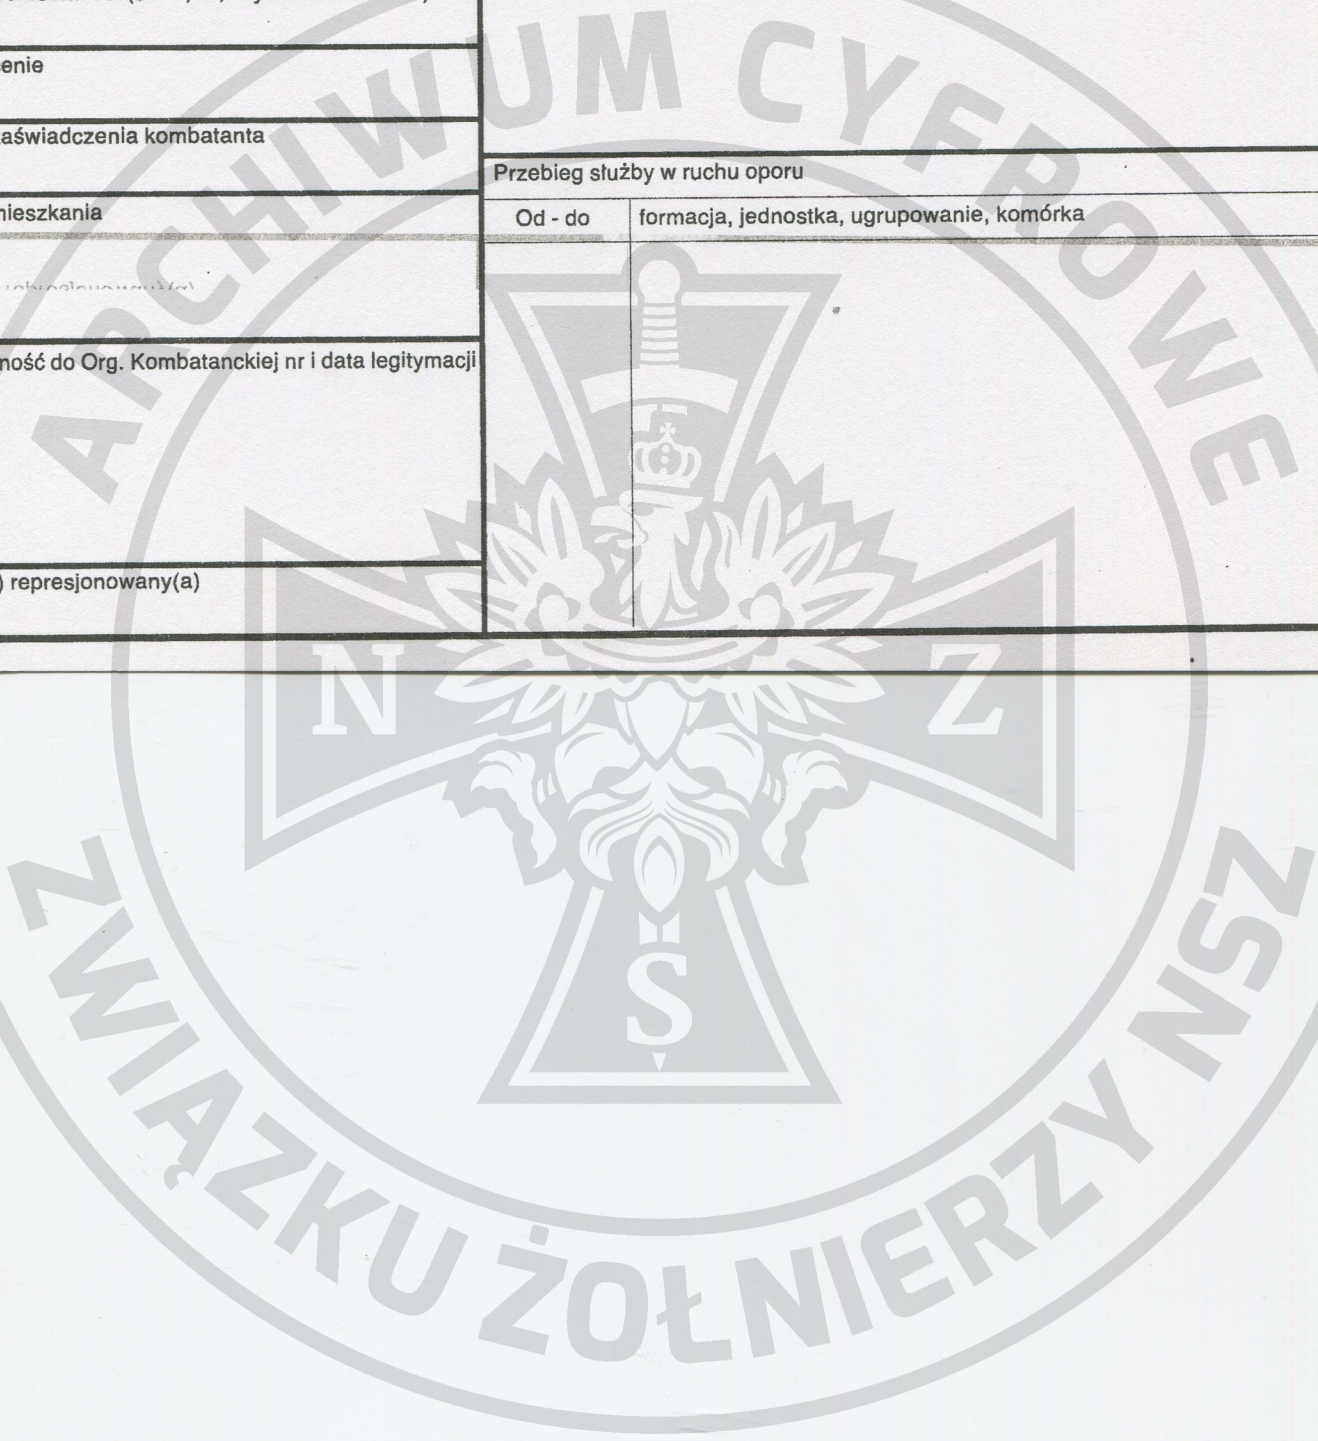 enie
aświadczenia kombatanta
nieszkania
ność do Org. Kombatanckiej nr i data legitymacji
) represjonowany(a)
Przebieg służby w ruchu oporu
Od - do formacja, jednostka, ugrupowanie, komórka
ARCHIWUM CYFROWE
ZWIĄZKU ŻOŁNIERZY NSZ
N Z
S